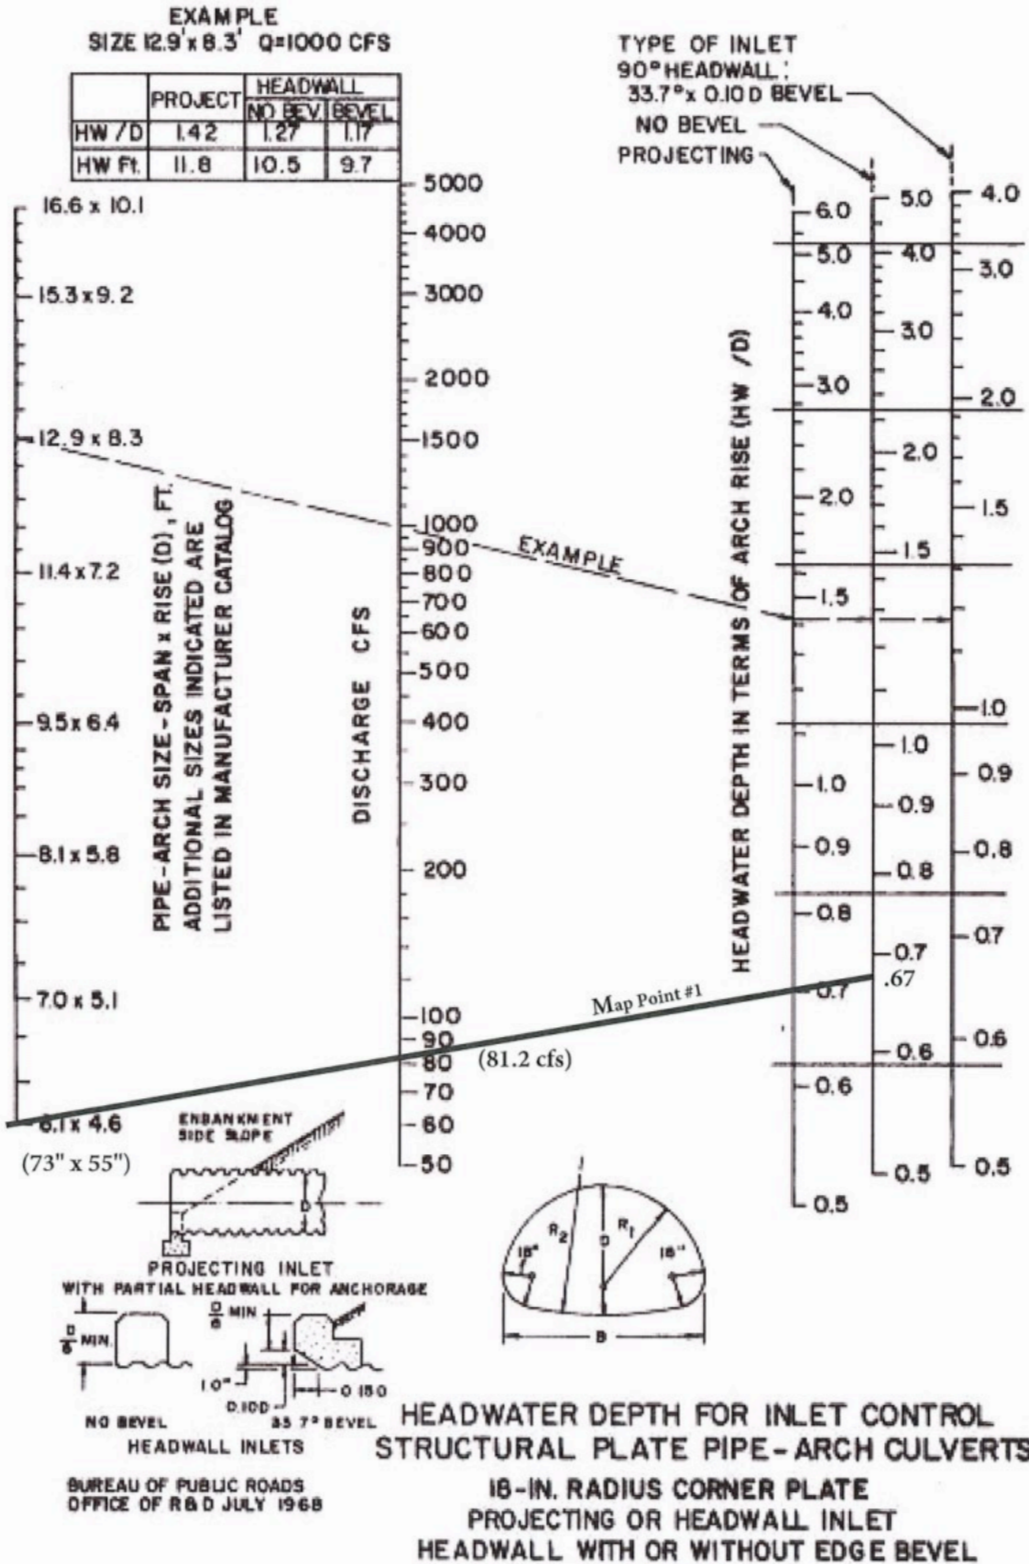 EXAMPLE
SIZE 12.9' x 8.3' Q=1000 CFS
PROJECT HEADWALL
NO BEV. BEVEL
HW /D 1.42 1.27 1.17
HW Ft. 11.8 10.5 9.7
TYPE OF INLET
90° HEADWALL:
33.7° x 0.10 D BEVEL
NO BEVEL
PROJECTING
16.6 x 10.1
15.3 x 9.2
12.9 x 8.3
11.4 x 7.2
9.5 x 6.4
8.1 x 5.8
7.0 x 5.1
6.1 x 4.6
(73" x 55")
PIPE-ARCH SIZE-SPAN x RISE (D), FT.
ADDITIONAL SIZES INDICATED ARE
LISTED IN MANUFACTURER CATALOG
5000
4000
3000
2000
1500
1000
900
800
700
600
500
400
300
200
100
90
80
70
60
50
DISCHARGE CFS
EXAMPLE
Map Point #1
(81.2 cfs)
HEADWATER DEPTH IN TERMS OF ARCH RISE (HW /D)
6.0
5.0
4.0
3.0
2.0
1.5
1.0
0.9
0.8
0.7
0.6
0.5
5.0
4.0
3.0
2.0
1.5
1.0
0.9
0.8
0.7
.67
0.6
0.5
4.0
3.0
2.0
1.5
1.0
0.9
0.8
0.7
0.6
0.5
ENBANKMENT
SIDE SLOPE
D
PROJECTING INLET
WITH PARTIAL HEADWALL FOR ANCHORAGE
MIN.
MIN
1.0"
0.10D
0.15D
NO BEVEL
33.7° BEVEL
HEADWALL INLETS
R2
D
R1
18"
18"
B
BUREAU OF PUBLIC ROADS
OFFICE OF R&D JULY 1968
HEADWATER DEPTH FOR INLET CONTROL
STRUCTURAL PLATE PIPE-ARCH CULVERTS
18-IN. RADIUS CORNER PLATE
PROJECTING OR HEADWALL INLET
HEADWALL WITH OR WITHOUT EDGE BEVEL